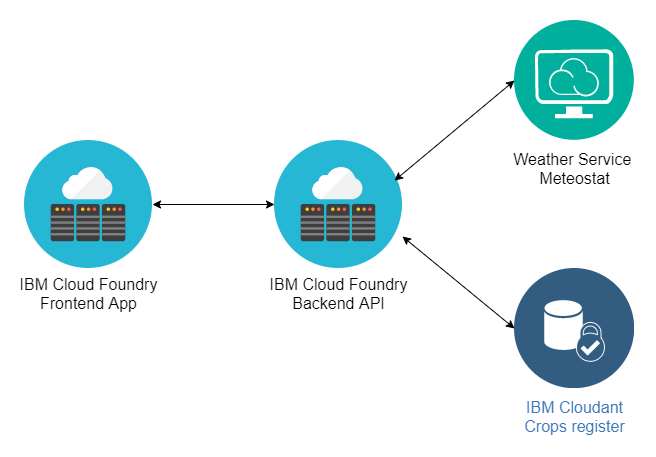 Weather Service
Meteostat
IBM Cloud Foundry
Frontend App
IBM Cloud Foundry
Backend API
IBM Cloudant
Crops register